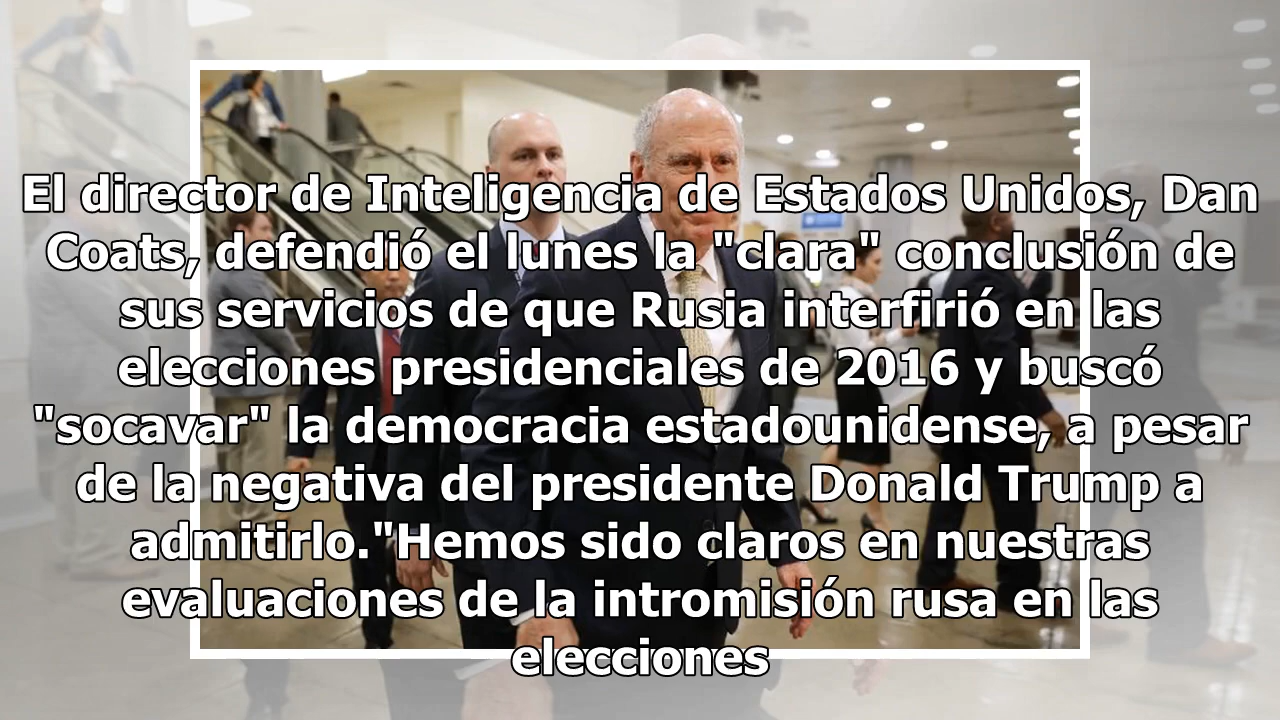 El director de Inteligencia de Estados Unidos, Dan
Coats, defendió el lunes la "clara" conclusión de
sus servicios de que Rusia interfirió en las
elecciones presidenciales de 2016 y buscó
"socavar" la democracia estadounidense, a pesar
de la negativa del presidente Donald Trump a
admitirlo."Hemos sido claros en nuestras
evaluaciones de la intromisión rusa en las
elecciones